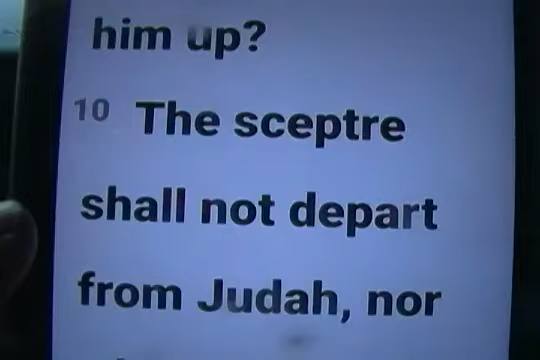 him up?
10 The sceptre
shall not depart
from Judah, nor